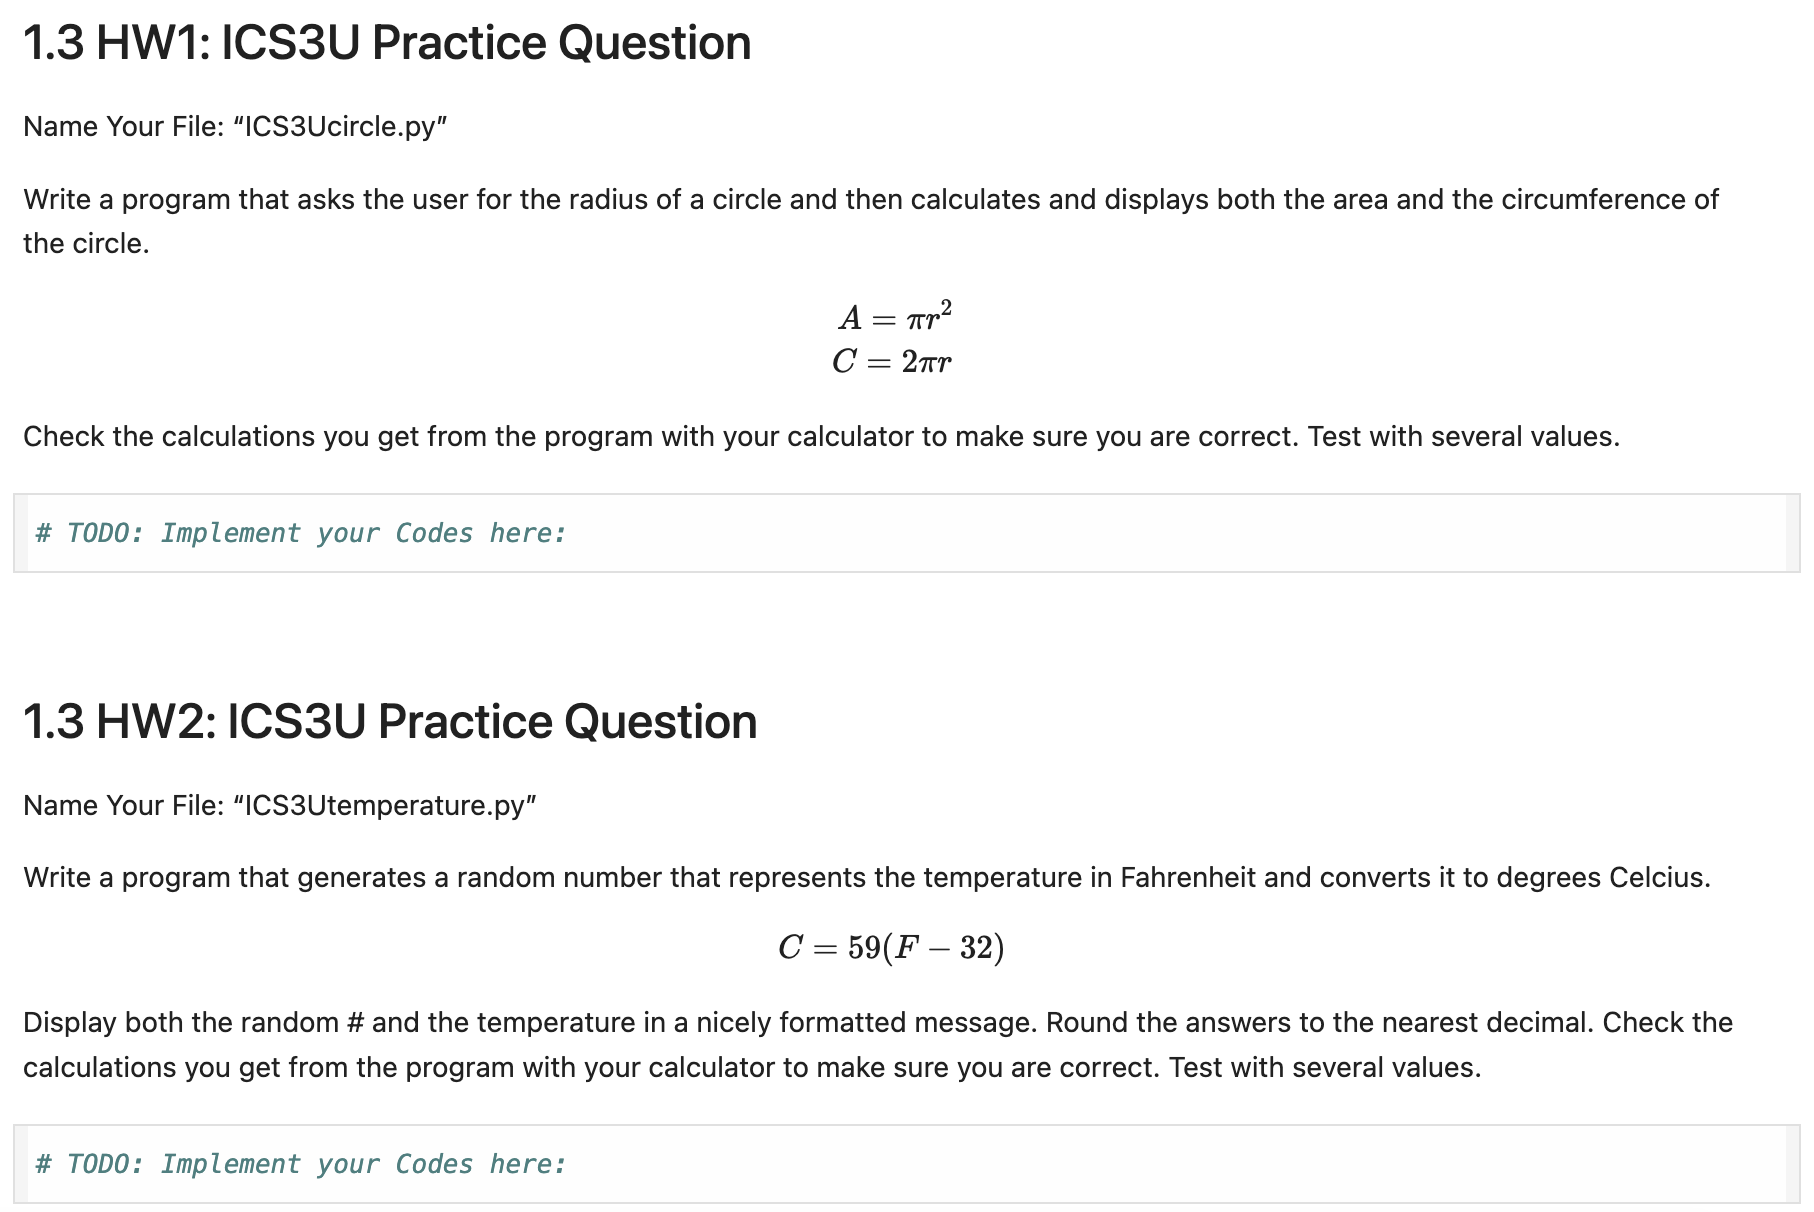 1.3 HW1: ICS3U Practice Question
Name Your File: “ICS3Ucircle.py”
Write a program that asks the user for the radius of a circle and then calculates and displays both the area and the circumference of
the circle.
A = πr²
C = 2πr
Check the calculations you get from the program with your calculator to make sure you are correct. Test with several values.
# TODO: Implement your Codes here:
1.3 HW2: ICS3U Practice Question
Name Your File: “ICS3Utemperature.py”
Write a program that generates a random number that represents the temperature in Fahrenheit and converts it to degrees Celcius.
C = 59(F − 32)
Display both the random # and the temperature in a nicely formatted message. Round the answers to the nearest decimal. Check the
calculations you get from the program with your calculator to make sure you are correct. Test with several values.
# TODO: Implement your Codes here: